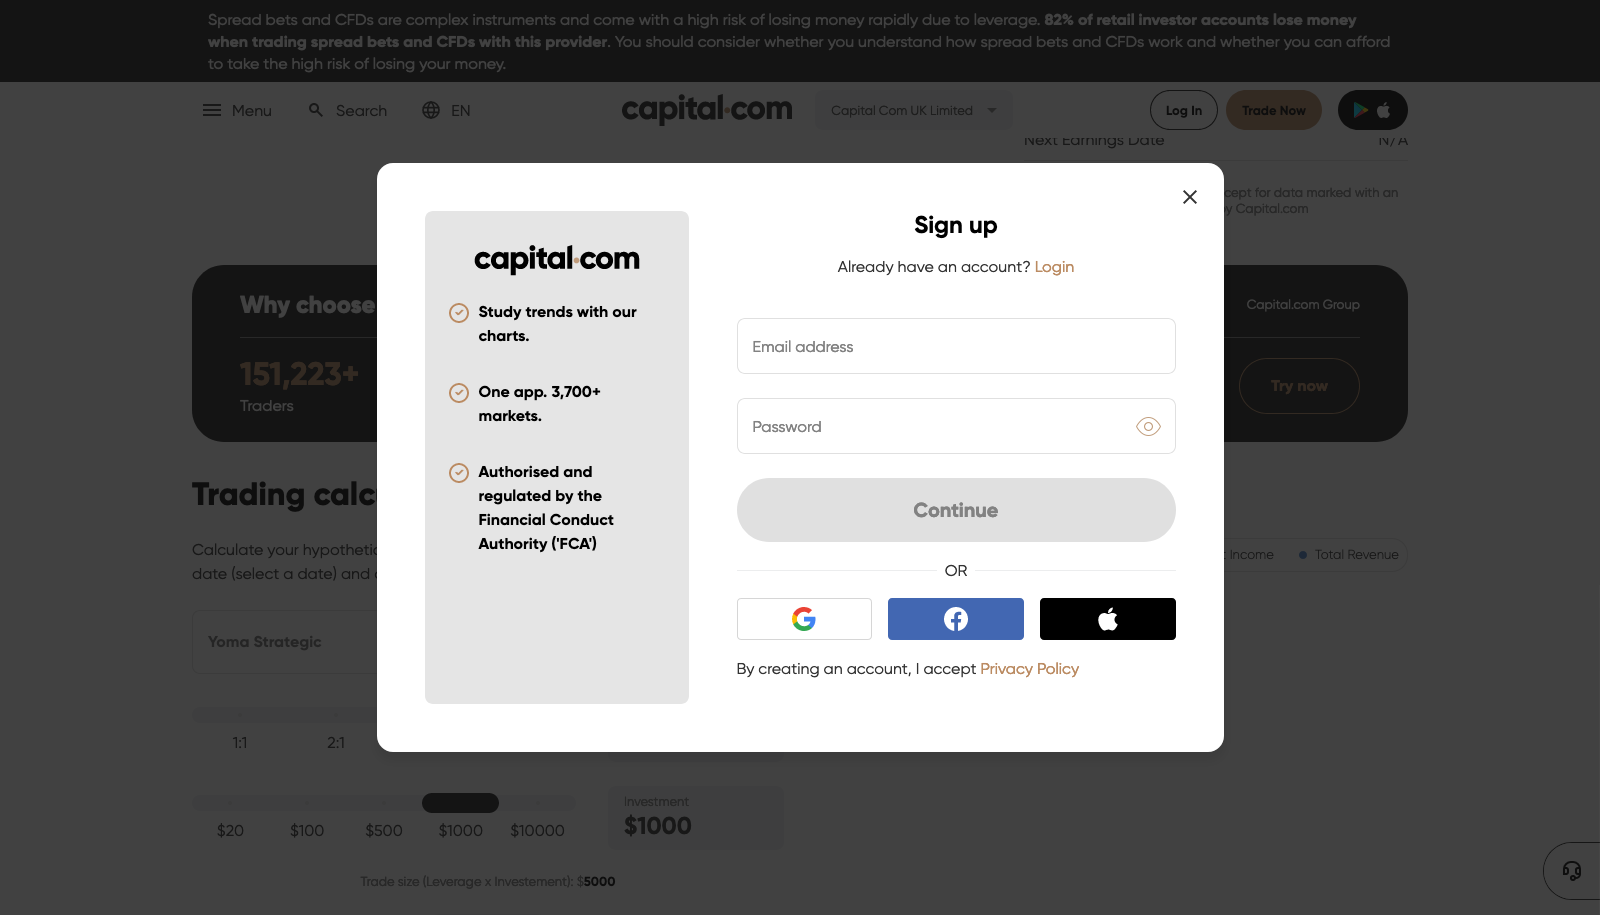 Spread bets and CFDs are complex instruments and come with a high risk of losing money rapidly due to leverage. 82% of retail investor accounts lose money
when trading spread bets and CFDs with this provider. You should consider whether you understand how spread bets and CFDs work and whether you can afford
to take the high risk of losing your money.
Menu
Search
EN
capital.com
Capital Com UK Limited
Log In
Trade Now
Next Earnings Date
N/A
for data marked with an
Capital.com
Sign up
capital.com
Already have an account? Login
Study trends with our
charts.
One app. 3,700+
markets.
Authorised and
regulated by the
Financial Conduct
Authority ('FCA')
Email address
Password
Continue
OR
By creating an account, I accept Privacy Policy
Why choose
Capital.com Group
151,223+
Traders
Try now
Trading
Calculate your
date (select a date) and
Income
Total Revenue
Yoma Strategic
1:1
2:1
$20
$100
$500
$1000
$10000
Investment
$1000
Trade size (Leverage x Investement): $5000